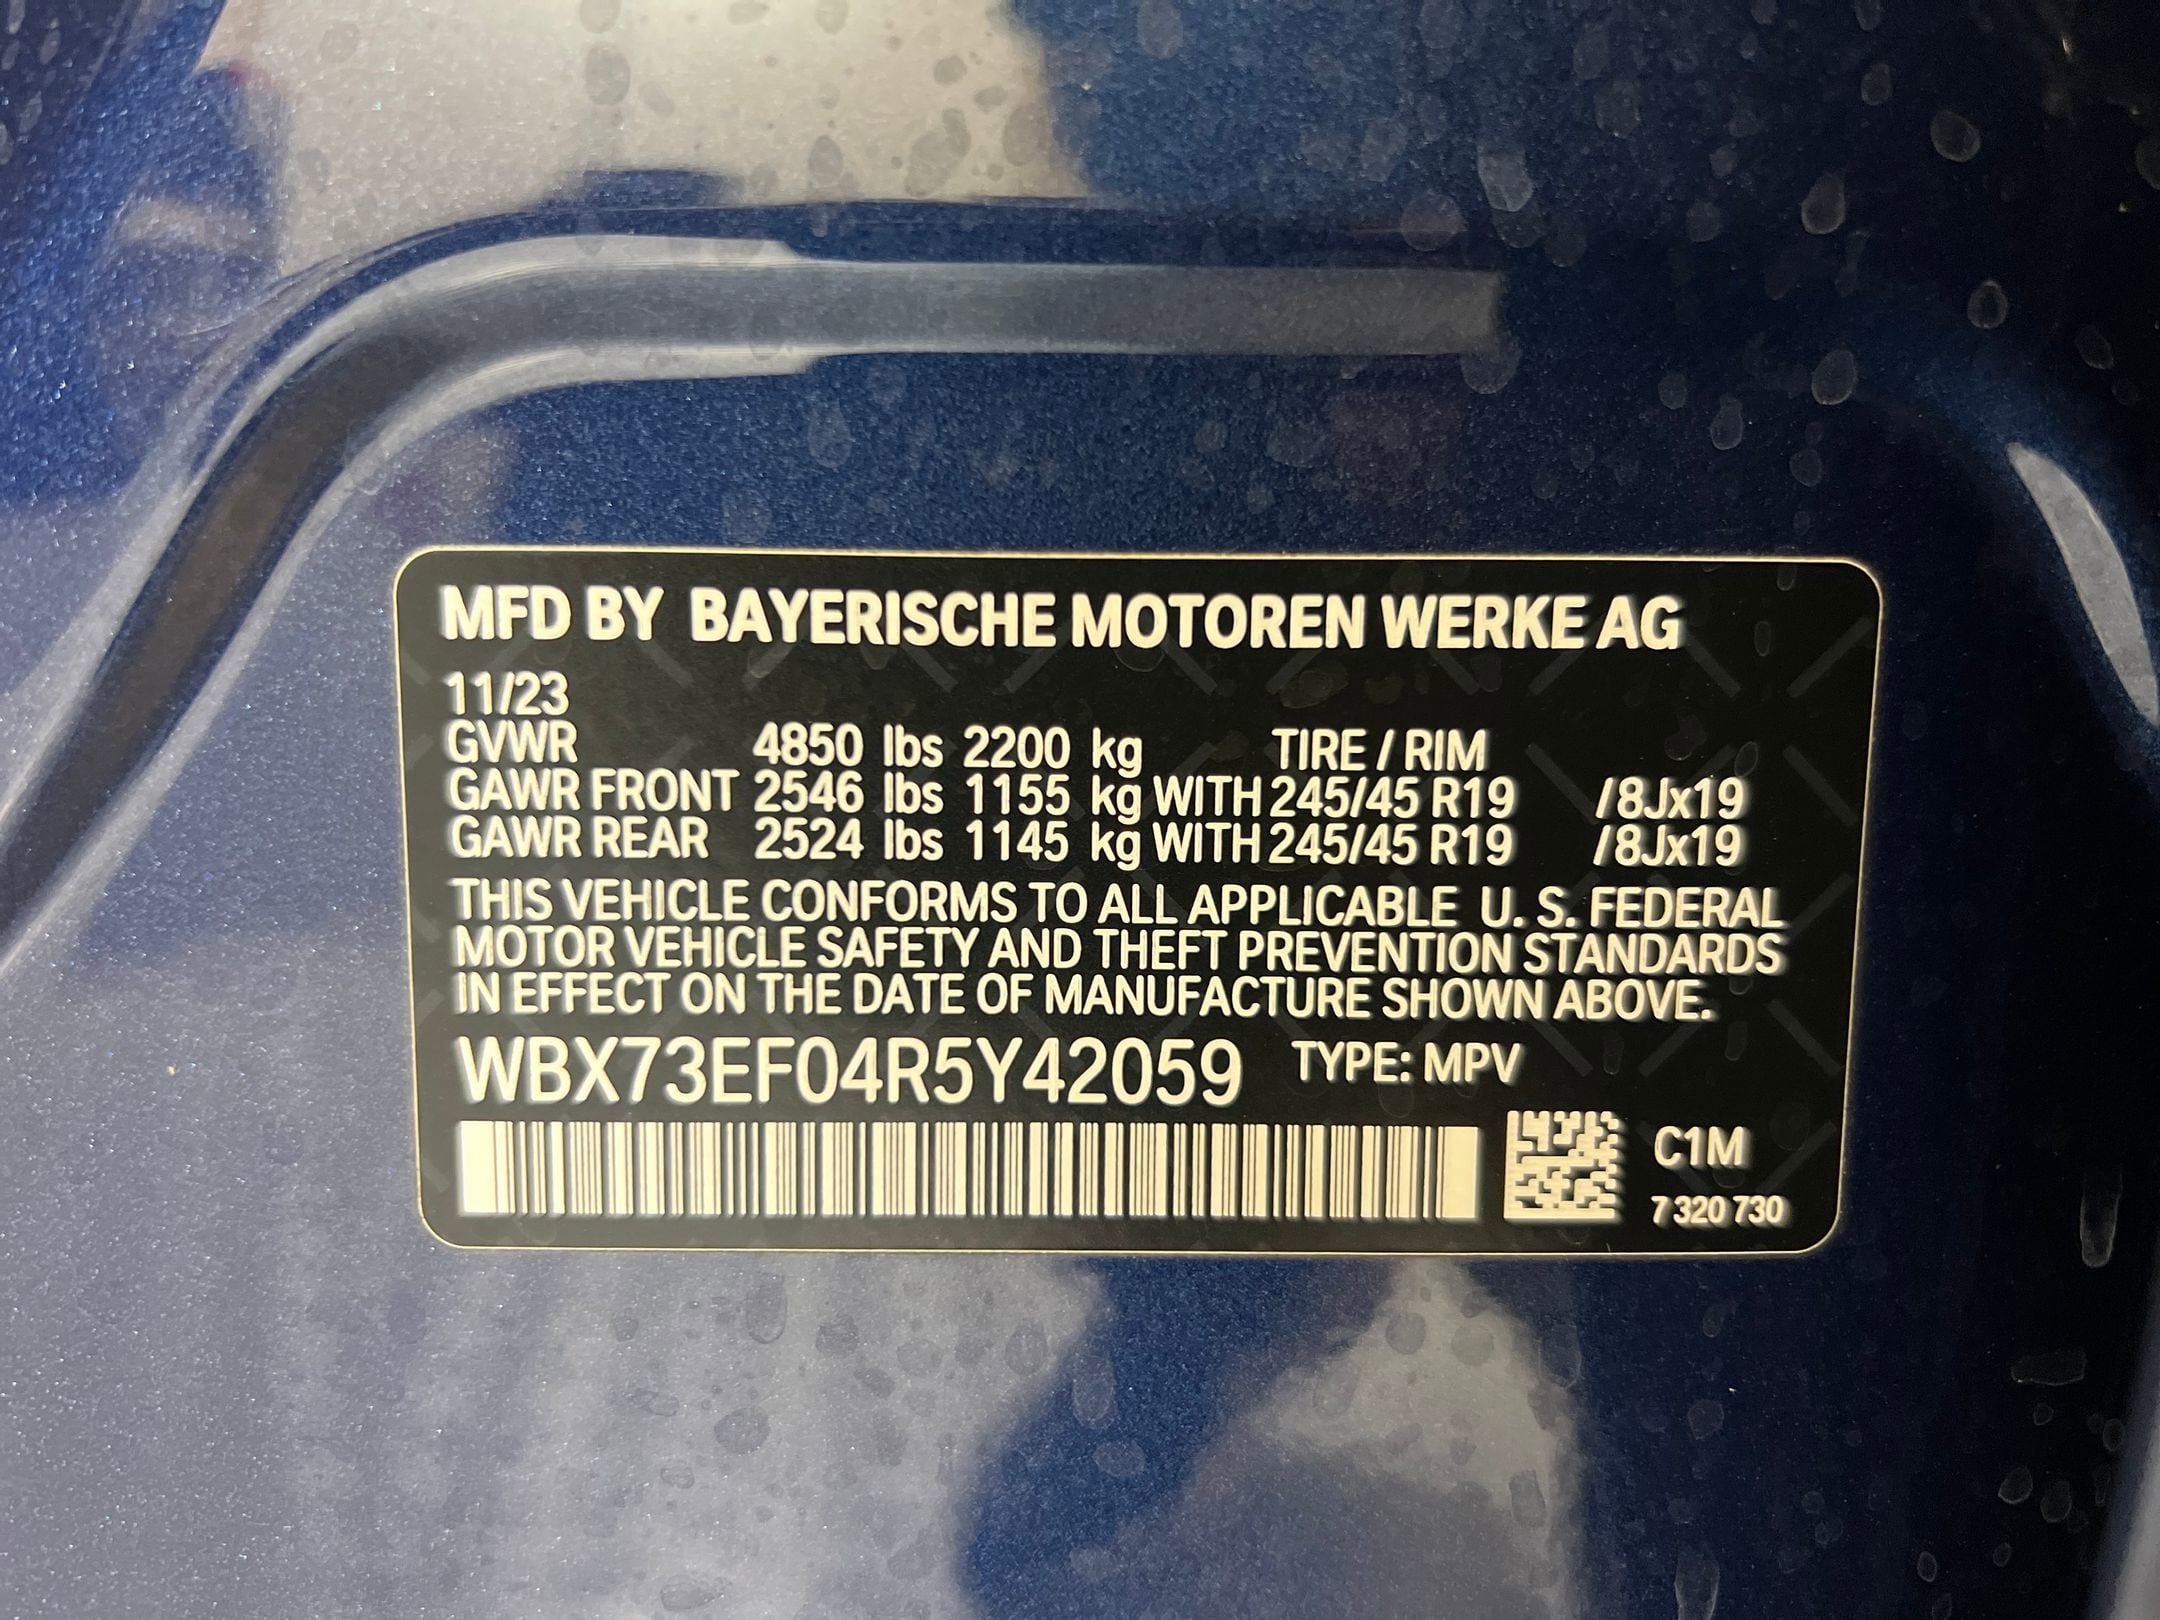 MFD BY BAYERISCHE MOTOREN WERKE AG
11/23
GVWR 4850 lbs 2200 kg TIRE / RIM
GAWR FRONT 2546 lbs 1155 kg WITH 245/45 R19 /8Jx19
GAWR REAR 2524 lbs 1145 kg WITH 245/45 R19 /8Jx19
THIS VEHICLE CONFORMS TO ALL APPLICABLE U. S. FEDERAL
MOTOR VEHICLE SAFETY AND THEFT PREVENTION STANDARDS
IN EFFECT ON THE DATE OF MANUFACTURE SHOWN ABOVE.
WBX73EF04R5Y42059 TYPE: MPV
C1M
7 320 730